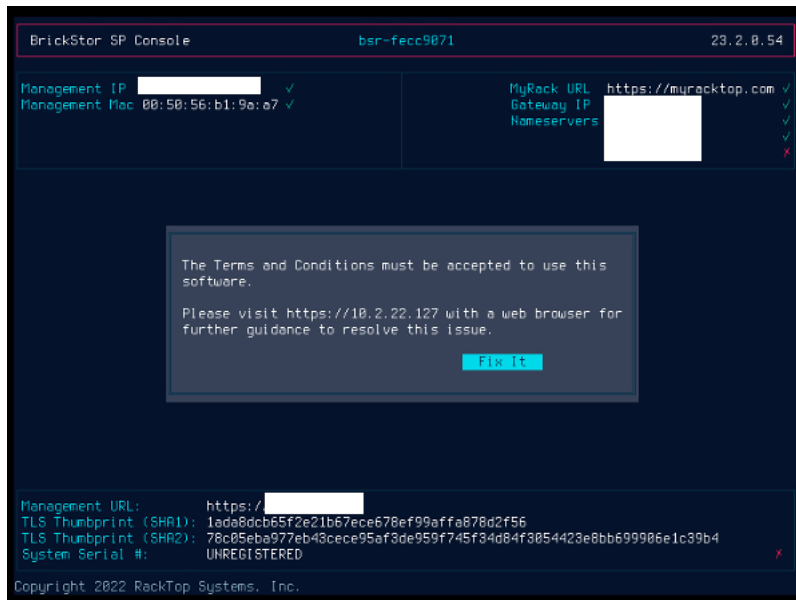 BrickStor SP Console bsr-fecc9071 23.2.0.54
Management IP ✓ MyRack URL https://myracktop.com ✓
Management Mac 00:50:56:b1:9a:a7 ✓ Gateway IP ✓
Nameservers ✓
✓
✗
The Terms and Conditions must be accepted to use this
software.
Please visit https://10.2.22.127 with a web browser for
further guidance to resolve this issue.
Fix It
Management URL: https:/
TLS Thumbprint (SHA1): 1ada8dcb65f2e21b67ece678ef99affa878d2f56
TLS Thumbprint (SHA2): 78c05eba977eb43cece95af3de959f745f34d84f3054423e8bb699906e1c39b4
System Serial #: UNREGISTERED ✗
Copyright 2022 RackTop Systems, Inc.